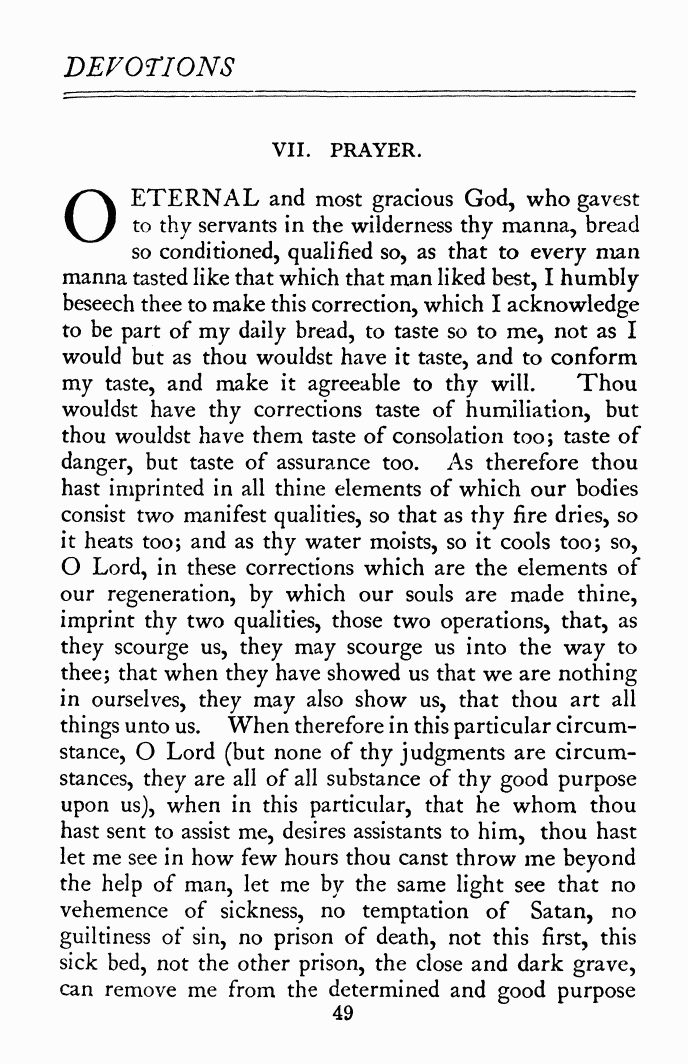 DEVOTIONS
VII. PRAYER.
O ETERNAL and most gracious God, who gavest
to thy servants in the wilderness thy manna, bread
so conditioned, qualified so, as that to every man
manna tasted like that which that man liked best, I humbly
beseech thee to make this correction, which I acknowledge
to be part of my daily bread, to taste so to me, not as I
would but as thou wouldst have it taste, and to conform
my taste, and make it agreeable to thy will. Thou
wouldst have thy corrections taste of humiliation, but
thou wouldst have them taste of consolation too; taste of
danger, but taste of assurance too. As therefore thou
hast imprinted in all thine elements of which our bodies
consist two manifest qualities, so that as thy fire dries, so
it heats too; and as thy water moists, so it cools too; so,
O Lord, in these corrections which are the elements of
our regeneration, by which our souls are made thine,
imprint thy two qualities, those two operations, that, as
they scourge us, they may scourge us into the way to
thee; that when they have showed us that we are nothing
in ourselves, they may also show us, that thou art all
things unto us. When therefore in this particular circum-
stance, O Lord (but none of thy judgments are circum-
stances, they are all of all substance of thy good purpose
upon us), when in this particular, that he whom thou
hast sent to assist me, desires assistants to him, thou hast
let me see in how few hours thou canst throw me beyond
the help of man, let me by the same light see that no
vehemence of sickness, no temptation of Satan, no
guiltiness of sin, no prison of death, not this first, this
sick bed, not the other prison, the close and dark grave,
can remove me from the determined and good purpose
49